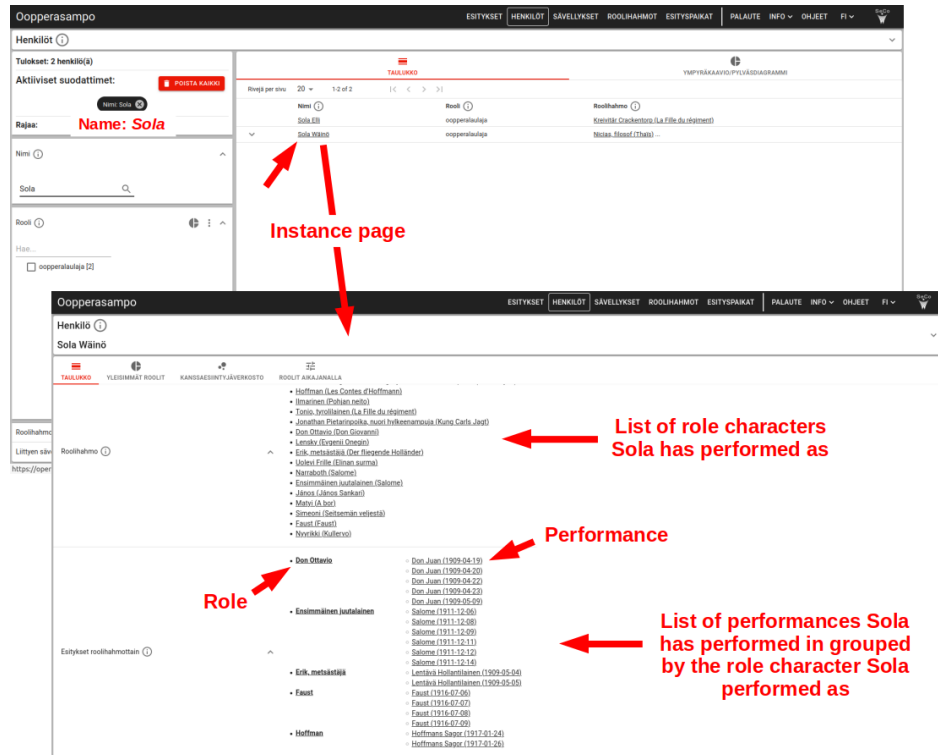 Oopperasampo
ESITYKSET HENKILÖT SÄVELLYKSET ROOLIHAHMOT ESITYSPAIKAT PALAUTE INFO OHJEET FI SeCo
Henkilöt
Tulokset: 2 henkilö(ä)
Aktiiviset suodattimet:
POISTA KAIKKI
Nimi: Sola
Rajaa:
Name: Sola
Nimi
Sola
Rooli
Hae...
oopperalaulaja [2]
TAULUKKO
YMPYRÄKAAVIO/PYLVÄSDIAGRAMMI
Rivejä per sivu 20 1-2 of 2
Nimi Rooli Roolihahmo
Sola Elli oopperalaulaja Kreivitär Crackentorp (La Fille du régiment)
Sola Wäinö oopperalaulaja Nicias, filosof (Thaïs) ...
Instance page
Roolihahmo
Liittyen säv
https://oper
Oopperasampo
ESITYKSET HENKILÖT SÄVELLYKSET ROOLIHAHMOT ESITYSPAIKAT PALAUTE INFO OHJEET FI SeCo
Henkilö
Sola Wäinö
TAULUKKO YLEISIMMÄT ROOLIT KANSSAESIINTYJÄVERKOSTO ROOLIT AIKAJANALLA
Roolihahmo
• Hoffman (Les Contes d'Hoffmann)
• Ilmarinen (Pohjan neito)
• Tonio, tyrolilainen (La Fille du régiment)
• Jonathan Pietarinpoika, nuori hylkeenampuja (Kung Carls Jagt)
• Don Ottavio (Don Giovanni)
• Lensky (Evgenii Onegin)
• Erik, metsästäjä (Der fliegende Holländer)
• Uolevi Frille (Elinan surma)
• Narraboth (Salome)
• Ensimmäinen juutalainen (Salome)
• János (János Sankari)
• Matyi (A bor)
• Simeoni (Seitsemän veljestä)
• Faust (Faust)
• Nyyrikki (Kullervo)
List of role characters
Sola has performed as
Performance
Role
Esitykset roolihahmottain
• Don Ottavio
Don Juan (1909-04-19)
Don Juan (1909-04-20)
Don Juan (1909-04-22)
Don Juan (1909-04-23)
Don Juan (1909-05-09)
• Ensimmäinen juutalainen
Salome (1911-12-06)
Salome (1911-12-08)
Salome (1911-12-09)
Salome (1911-12-11)
Salome (1911-12-12)
Salome (1911-12-14)
• Erik, metsästäjä
Lentävä Hollantilainen (1909-05-04)
Lentävä Hollantilainen (1909-05-05)
• Faust
Faust (1916-07-06)
Faust (1916-07-07)
Faust (1916-07-08)
Faust (1916-07-09)
• Hoffman
Hoffmans Sagor (1917-01-24)
Hoffmans Sagor (1917-01-26)
List of performances Sola
has performed in grouped
by the role character Sola
performed as